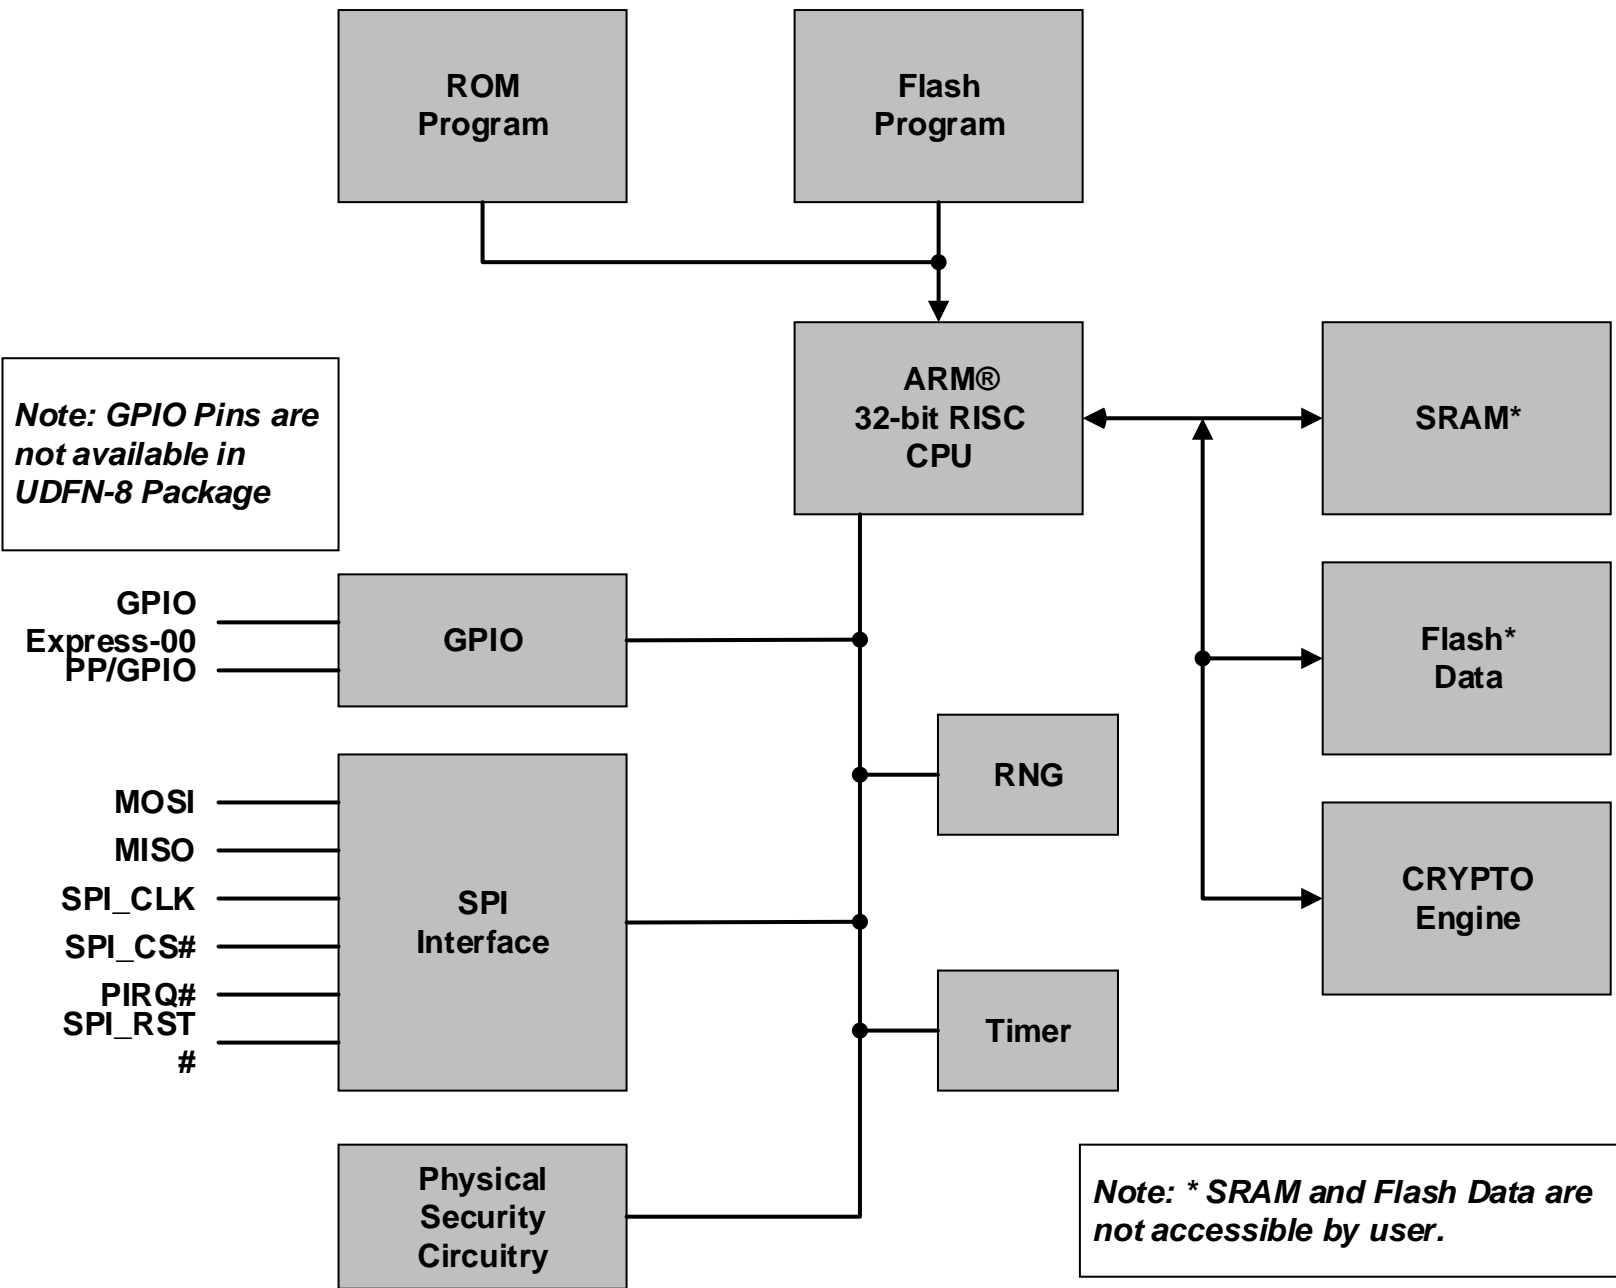 ROM
Program
Flash
Program
ARM®
32-bit RISC
CPU
SRAM*
Note: GPIO Pins are
not available in
UDFN-8 Package
GPIO
Express-00
PP/GPIO
GPIO
Flash*
Data
RNG
MOSI
MISO
SPI_CLK
SPI_CS#
PIRQ#
SPI_RST
#
SPI
Interface
CRYPTO
Engine
Timer
Physical
Security
Circuitry
Note: * SRAM and Flash Data are
not accessible by user.